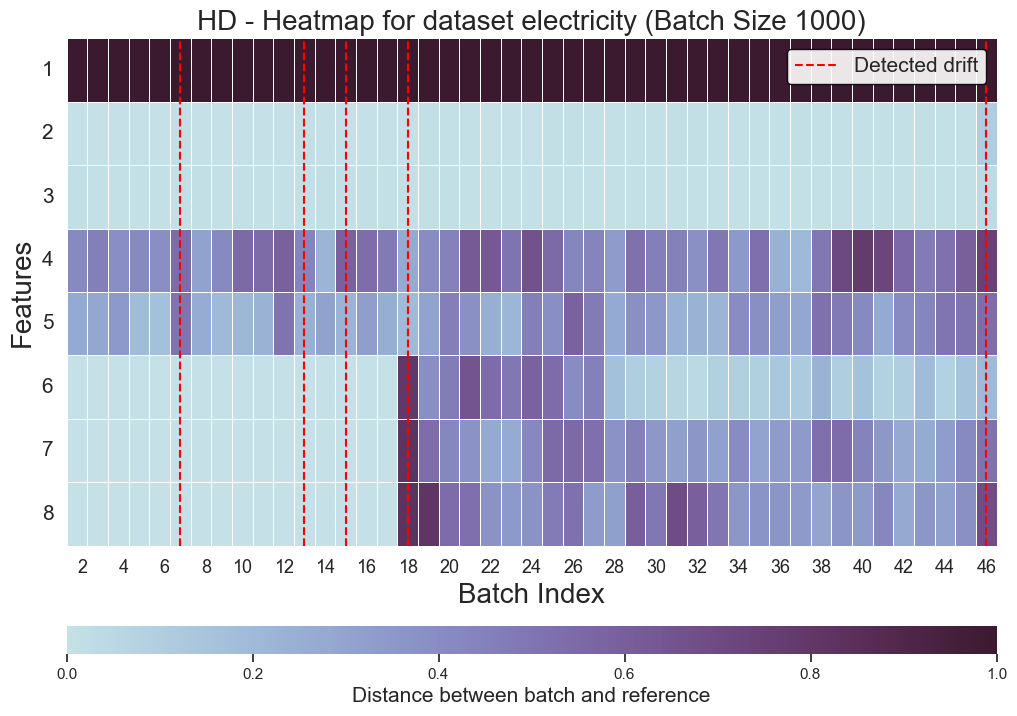 HD - Heatmap for dataset electricity (Batch Size 1000)
Detected drift
Features
1
2
3
4
5
6
7
8
2 4 6 8 10 12 14 16 18 20 22 24 26 28 30 32 34 36 38 40 42 44 46
Batch Index
0.0 0.2 0.4 0.6 0.8 1.0
Distance between batch and reference